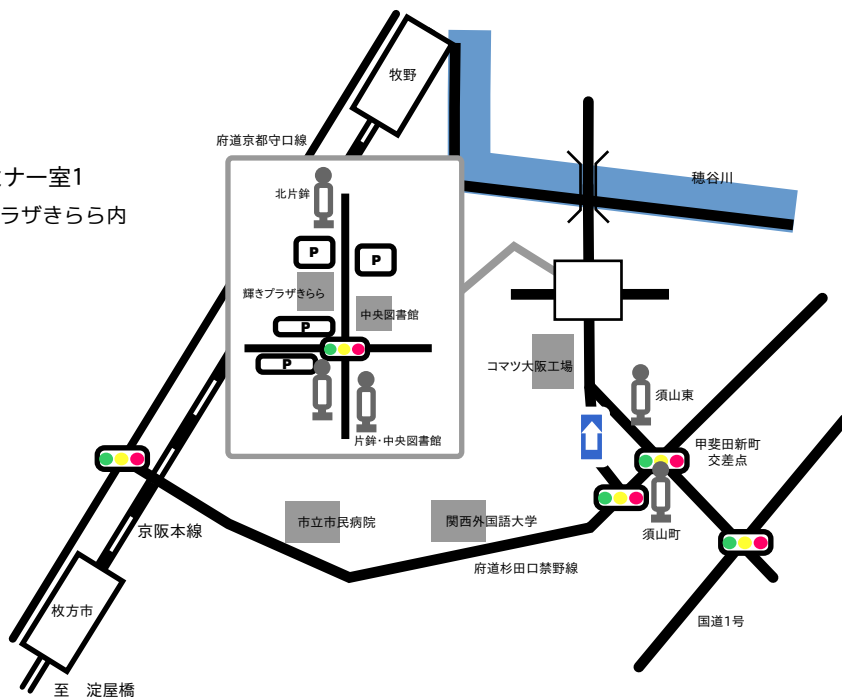 牧野
府道京都守口線
ミナー室1
ラザきらら内
北片鉾
穂谷川
P
P
輝きプラザきらら
中央図書館
P
P
コマツ大阪工場
須山東
片鉾・中央図書館
甲斐田新町
交差点
市立市民病院
関西外国語大学
京阪本線
須山町
府道杉田口禁野線
枚方市
国道1号
至 淀屋橋